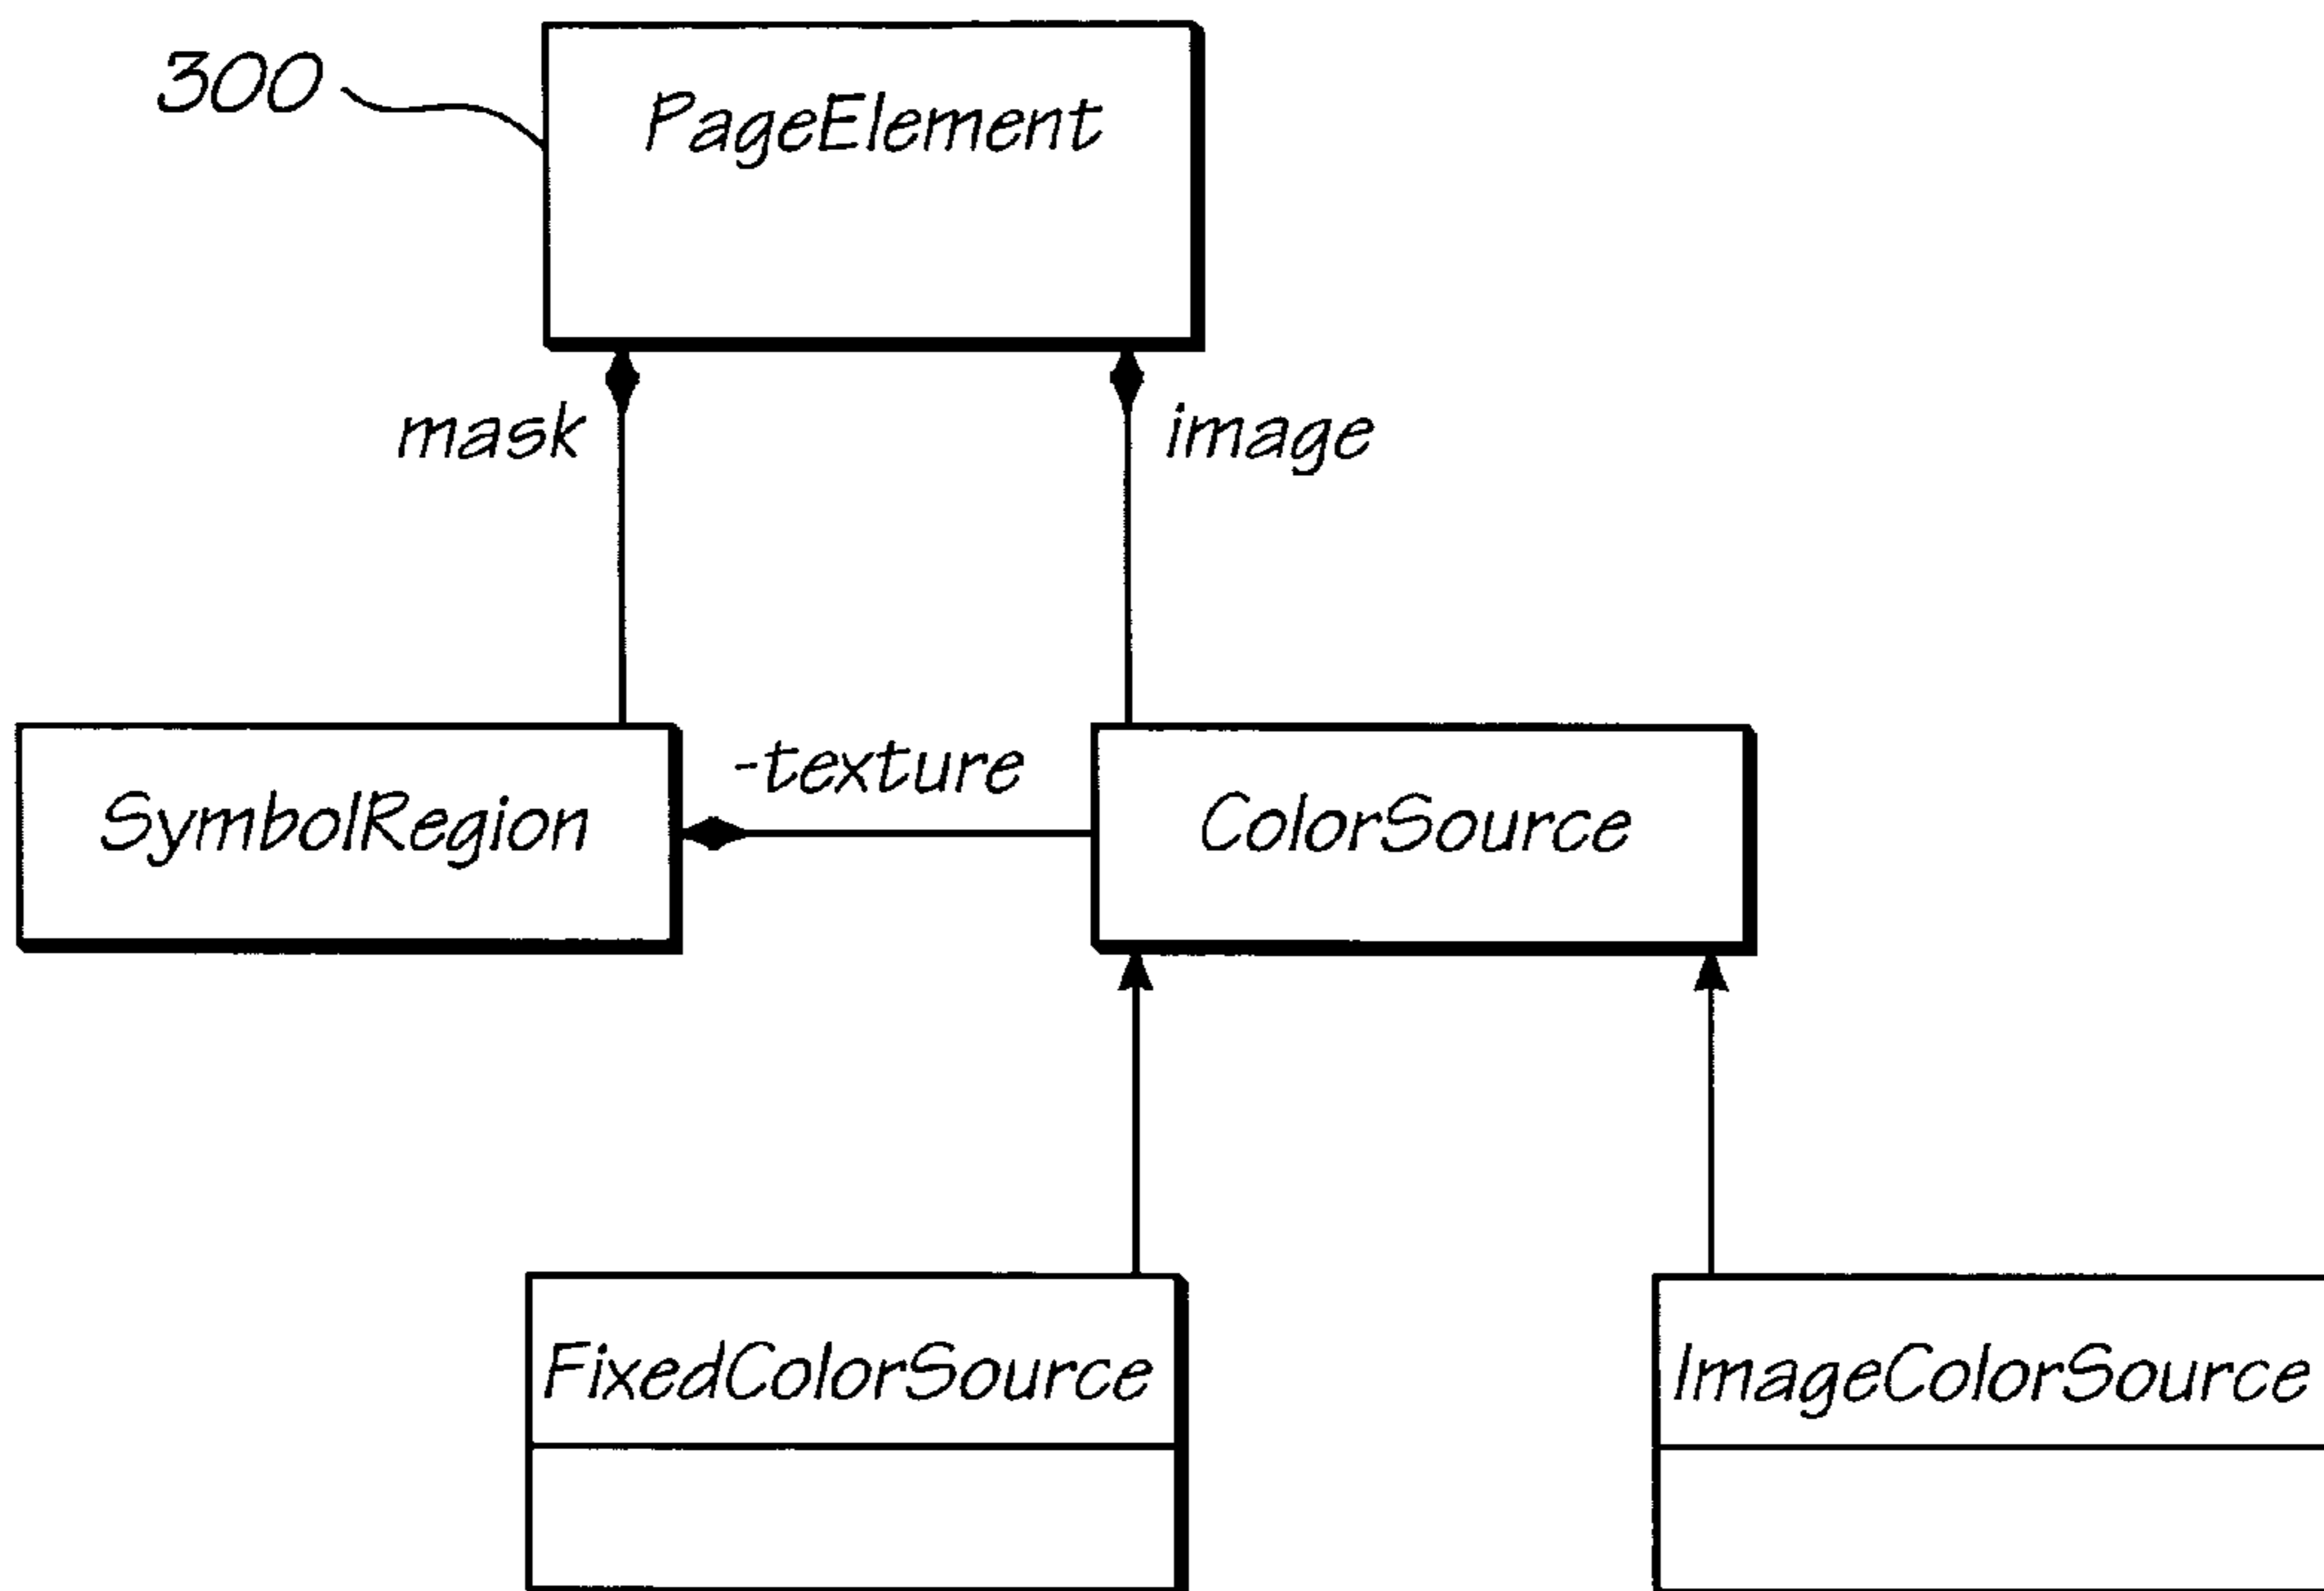 300
PageElement
mask
image
SymbolRegion
-texture
ColorSource
FixedColorSource
ImageColorSource